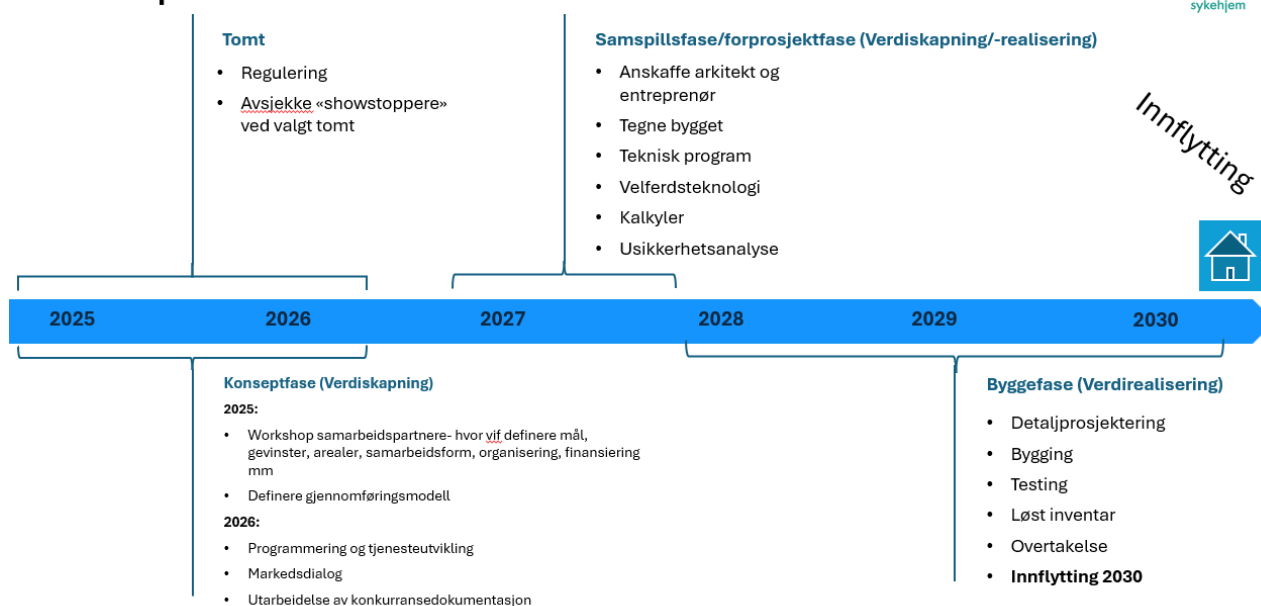 sykehjem
Tomt
• Regulering
• Avsjekke «showstoppere»
ved valgt tomt
Samspillsfase/forprosjektfase (Verdiskapning/-realisering)
• Anskaffe arkitekt og
entreprenør
• Tegne bygget
• Teknisk program
• Velferdsteknologi
• Kalkyler
• Usikkerhetsanalyse
Innflytting
2025 2026 2027 2028 2029 2030
Konseptfase (Verdiskapning)
2025:
• Workshop samarbeidspartnere- hvor vif definere mål,
gevinster, arealer, samarbeidsform, organisering, finansiering
mm
• Definere gjennomføringsmodell
2026:
• Programmering og tjenesteutvikling
• Markedsdialog
• Utarbeidelse av konkurransedokumentasjon
Byggefase (Verdirealisering)
• Detaljprosjektering
• Bygging
• Testing
• Løst inventar
• Overtakelse
• Innflytting 2030